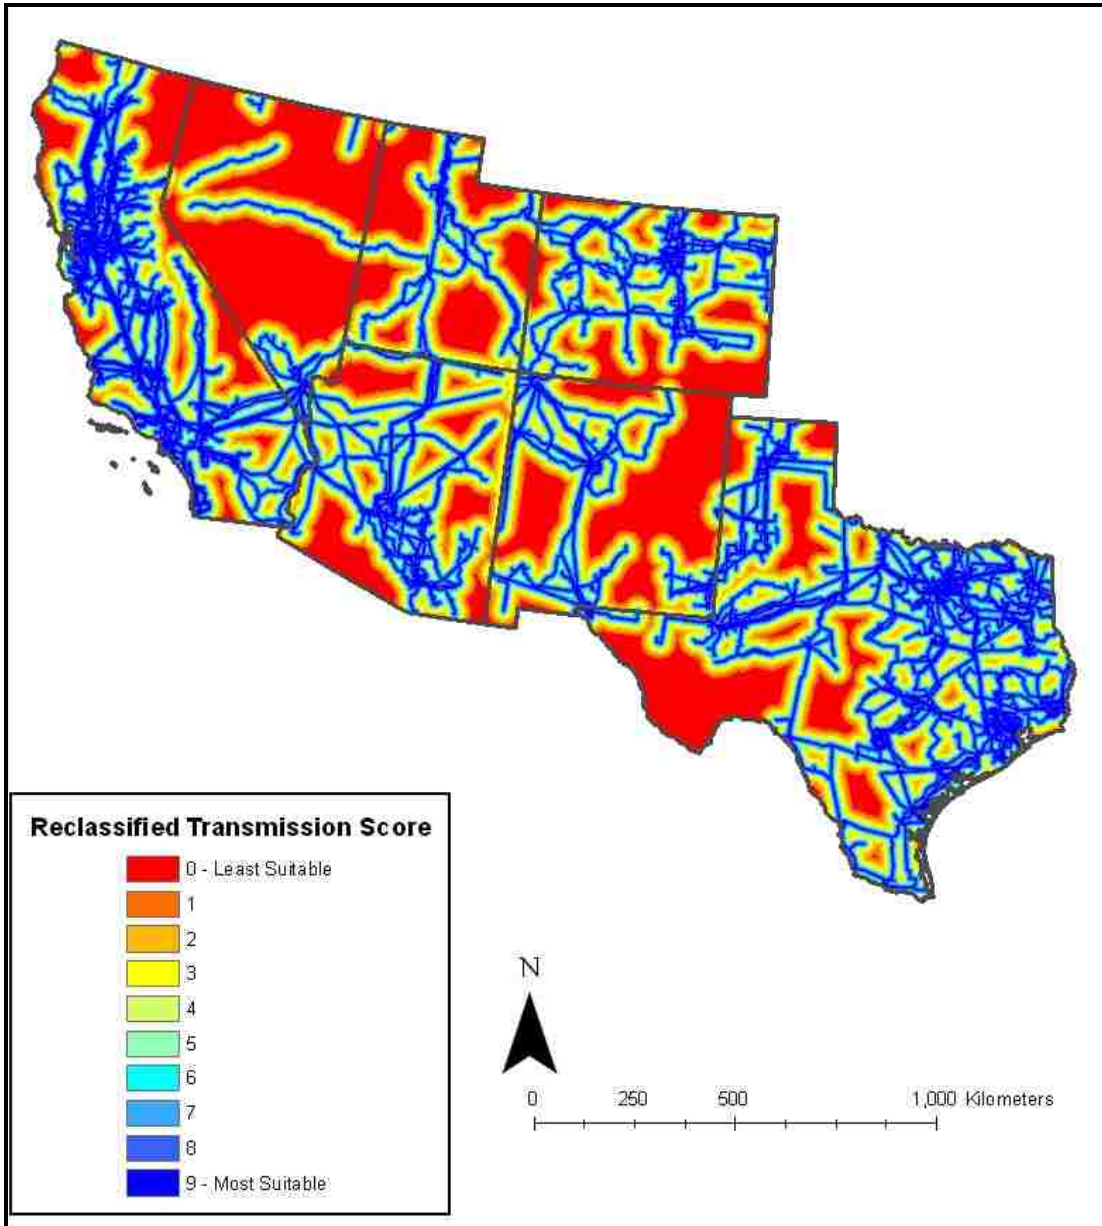 Reclassified Transmission Score
0 - Least Suitable
1
2
3
4
5
6
7
8
9 - Most Suitable
N
0 250 500 1,000 Kilometers